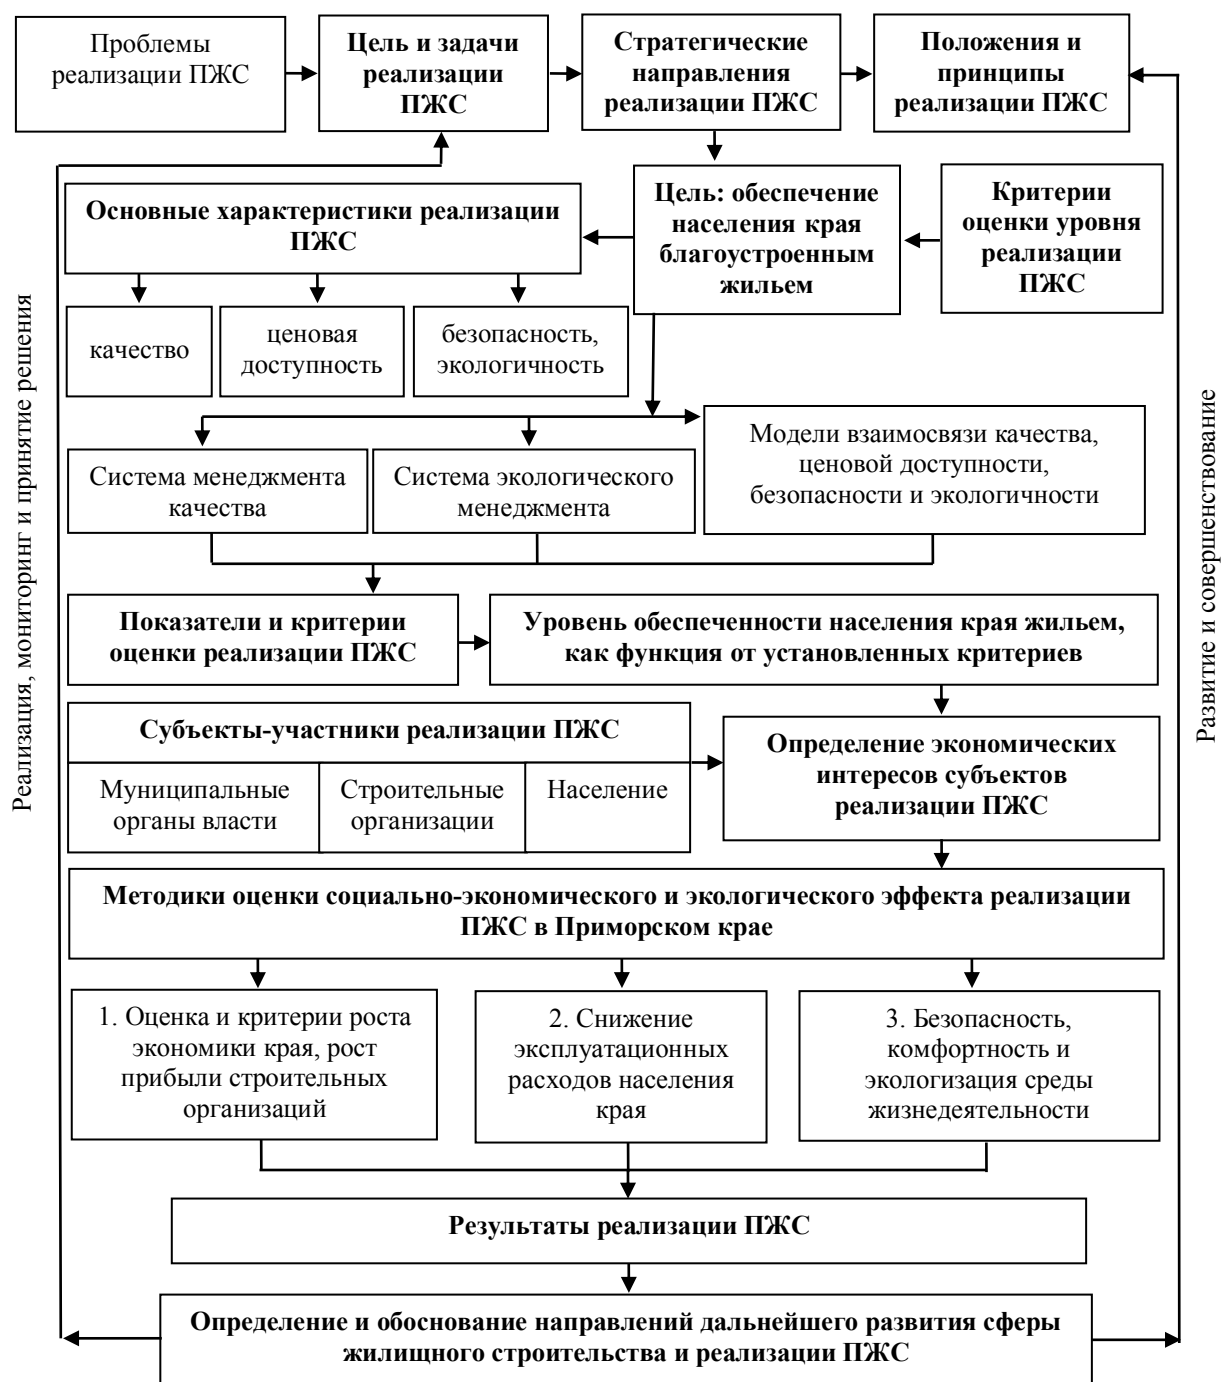 Проблемы
реализации ПЖС
Цель и задачи
реализации
ПЖС
Стратегические
направления
реализации ПЖС
Положения и
принципы
реализации ПЖС
Основные характеристики реализации
ПЖС
Цель: обеспечение
населения края
благоустроенным
жильем
Критерии
оценки уровня
реализации
ПЖС
качество
ценовая
доступность
безопасность,
экологичность
Система менеджмента
качества
Система экологического
менеджмента
Модели взаимосвязи качества,
ценовой доступности,
безопасности и экологичности
Показатели и критерии
оценки реализации ПЖС
Уровень обеспеченности населения края жильем,
как функция от установленных критериев
Субъекты-участники реализации ПЖС
Муниципальные
органы власти
Строительные
организации
Население
Определение экономических
интересов субъектов
реализации ПЖС
Методики оценки социально-экономического и экологического эффекта реализации
ПЖС в Приморском крае
1. Оценка и критерии роста
экономики края, рост
прибыли строительных
организаций
2. Снижение
эксплуатационных
расходов населения
края
3. Безопасность,
комфортность и
экологизация среды
жизнедеятельности
Результаты реализации ПЖС
Определение и обоснование направлений дальнейшего развития сферы
жилищного строительства и реализации ПЖС
Реализация, мониторинг и принятие решения
Развитие и совершенствование